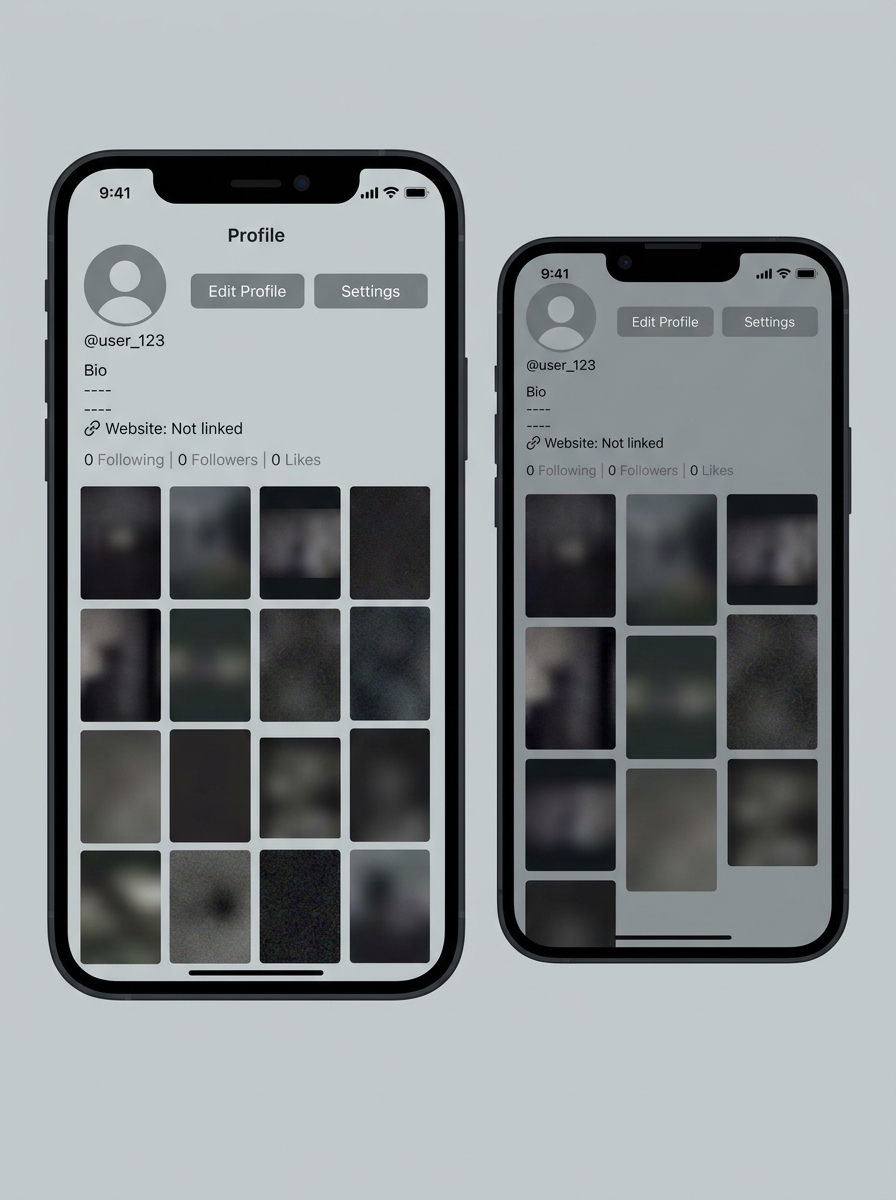 9:41
Profile
Edit Profile Settings
@user_123
Bio
----
----
Website: Not linked
0 Following | 0 Followers | 0 Likes
9:41
Edit Profile Settings
@user_123
Bio
----
----
Website: Not linked
0 Following | 0 Followers | 0 Likes